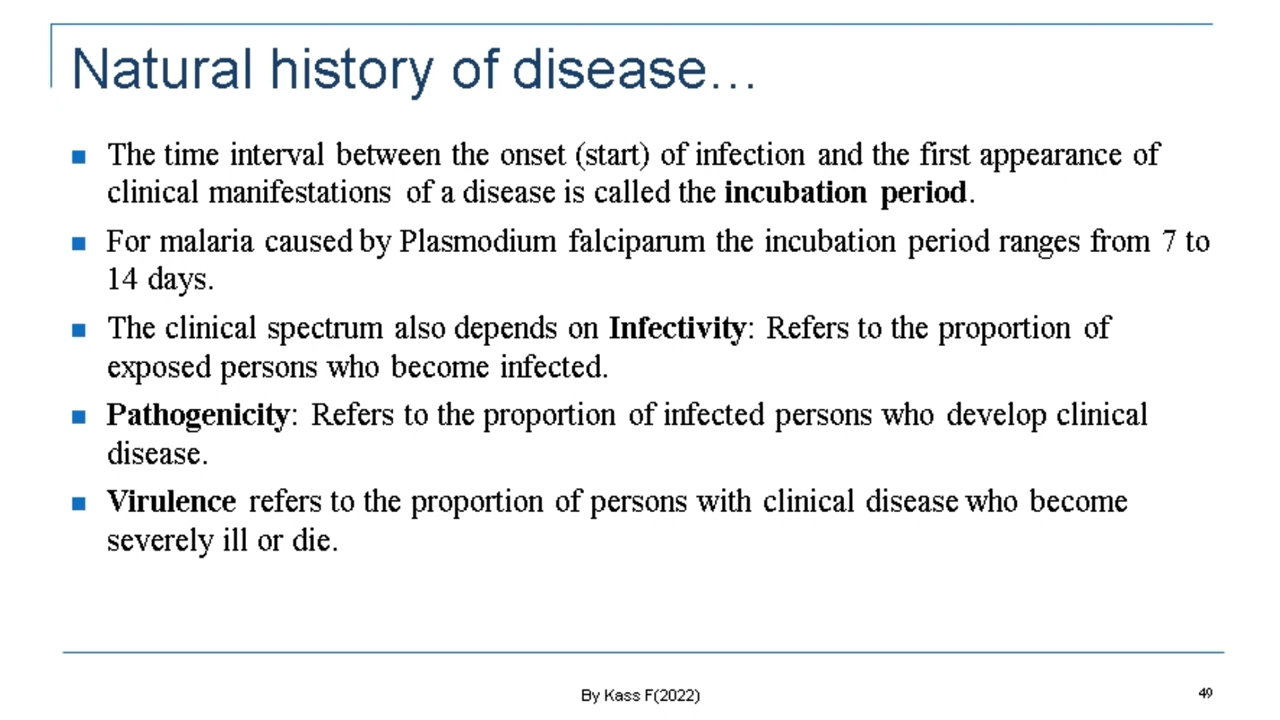 Natural history of disease…
The time interval between the onset (start) of infection and the first appearance of
clinical manifestations of a disease is called the incubation period.
For malaria caused by Plasmodium falciparum the incubation period ranges from 7 to
14 days.
The clinical spectrum also depends on Infectivity: Refers to the proportion of
exposed persons who become infected.
Pathogenicity: Refers to the proportion of infected persons who develop clinical
disease.
Virulence refers to the proportion of persons with clinical disease who become
severely ill or die.
By Kass F(2022)
49